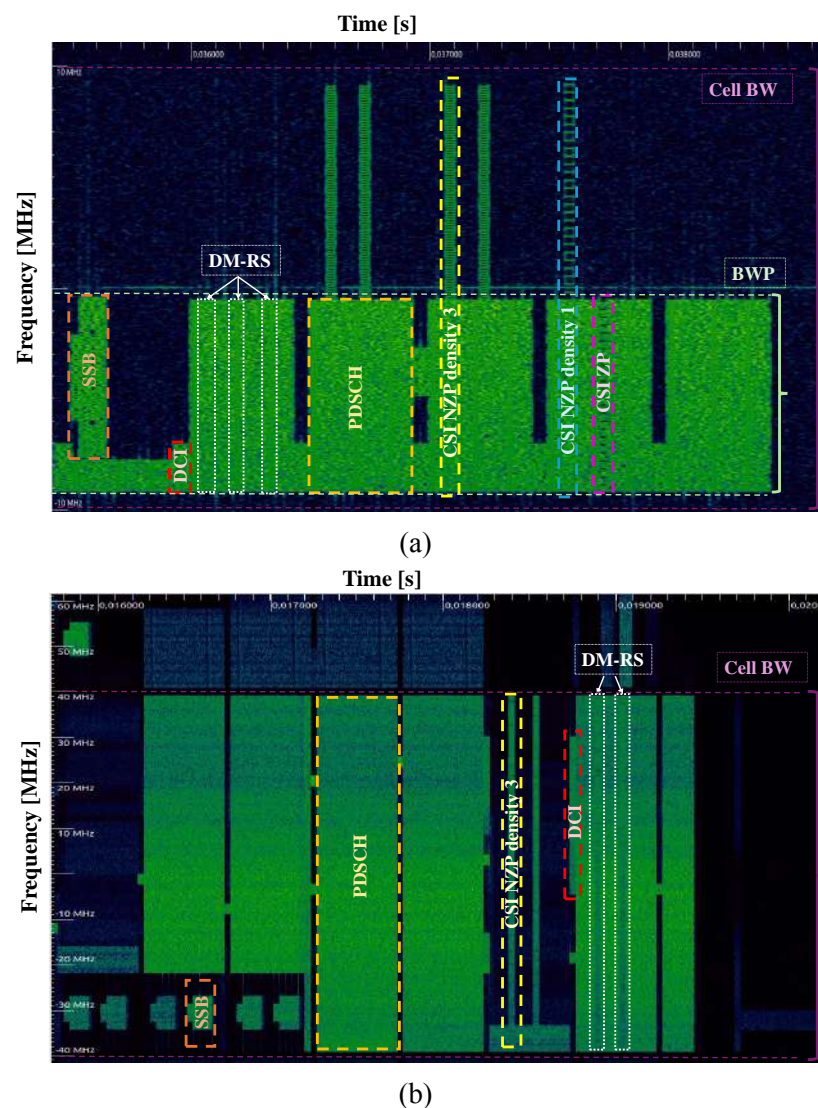 Time [s]
0,036000 0,037000 0,038000
10 MHz
Cell BW
Frequency [MHz]
DM-RS
BWP
SSB
DCI
PDSCH
CSI NZP density 3
CSI NZP density 1
CSI ZP
-10 MHz
(a)
Time [s]
60 MHz 0,016000 0,017000 0,018000 0,019000 0,02
50 MHz
DM-RS
Cell BW
40 MHz
30 MHz
20 MHz
10 MHz
Frequency [MHz]
PDSCH
CSI NZP density 3
DCI
-10 MHz
-20 MHz
-30 MHz
SSB
-40 MHz
(b)